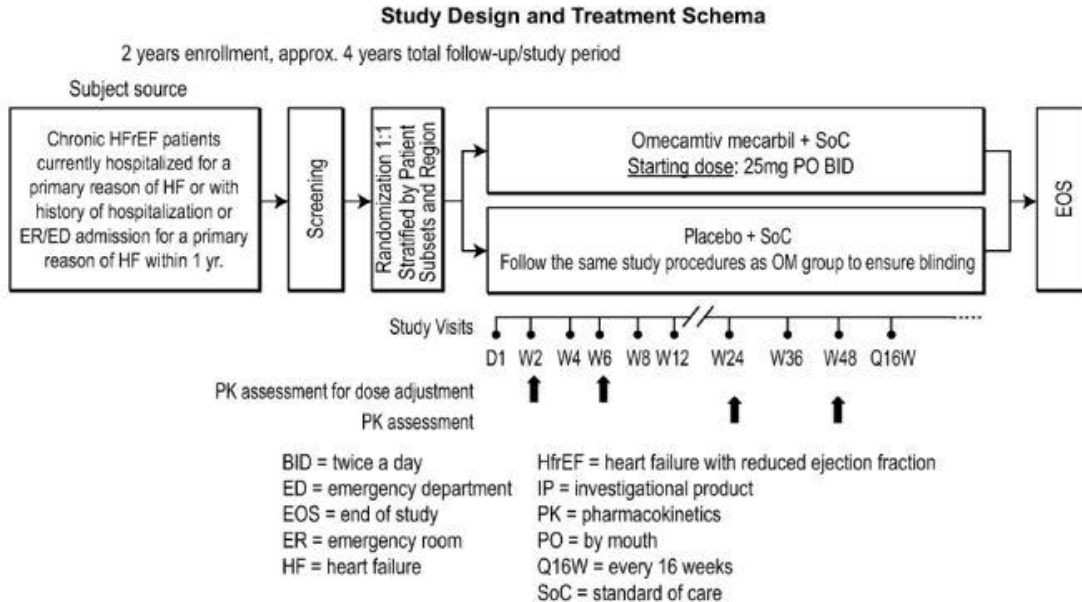 Study Design and Treatment Schema
2 years enrollment, approx. 4 years total follow-up/study period
Subject source
Chronic HFrEF patients
currently hospitalized for a
primary reason of HF or with
history of hospitalization or
ER/ED admission for a primary
reason of HF within 1 yr.
Screening
Randomization 1:1
Stratified by Patient
Subsets and Region
Omecamtiv mecarbil + SoC
Starting dose: 25mg PO BID
Placebo + SoC
Follow the same study procedures as OM group to ensure blinding
EOS
Study Visits
D1 W2 W4 W6 W8 W12 W24 W36 W48 Q16W
PK assessment for dose adjustment
PK assessment
BID = twice a day
ED = emergency department
EOS = end of study
ER = emergency room
HF = heart failure
HfrEF = heart failure with reduced ejection fraction
IP = investigational product
PK = pharmacokinetics
PO = by mouth
Q16W = every 16 weeks
SoC = standard of care